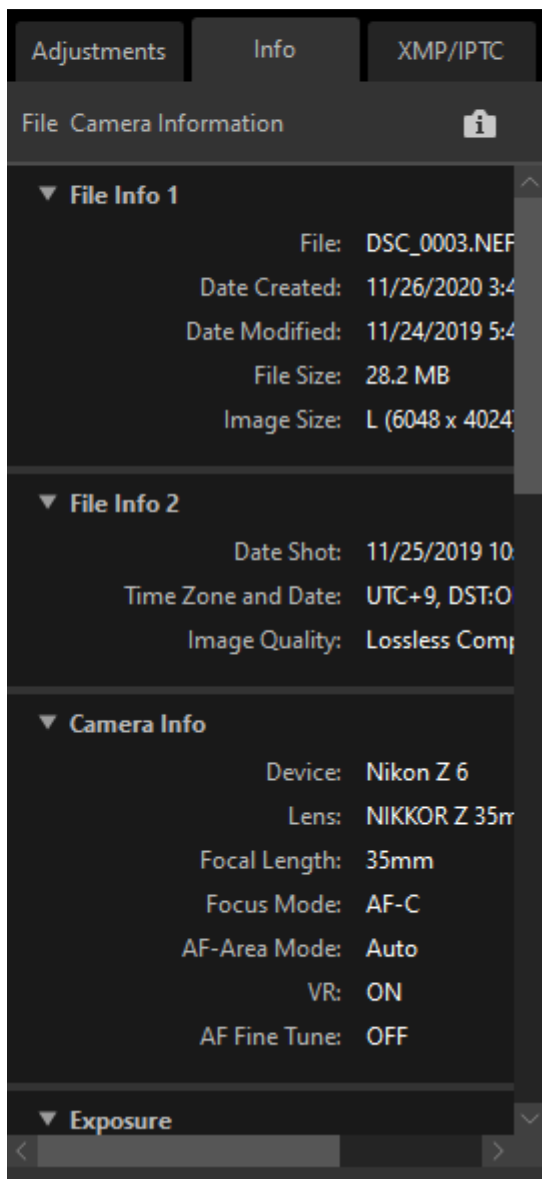 Adjustments Info XMP/IPTC
File Camera Information
File Info 1
File: DSC_0003.NEF
Date Created: 11/26/2020 3:4
Date Modified: 11/24/2019 5:4
File Size: 28.2 MB
Image Size: L (6048 x 4024)
File Info 2
Date Shot: 11/25/2019 10:
Time Zone and Date: UTC+9, DST:O
Image Quality: Lossless Comp
Camera Info
Device: Nikon Z 6
Lens: NIKKOR Z 35m
Focal Length: 35mm
Focus Mode: AF-C
AF-Area Mode: Auto
VR: ON
AF Fine Tune: OFF
Exposure